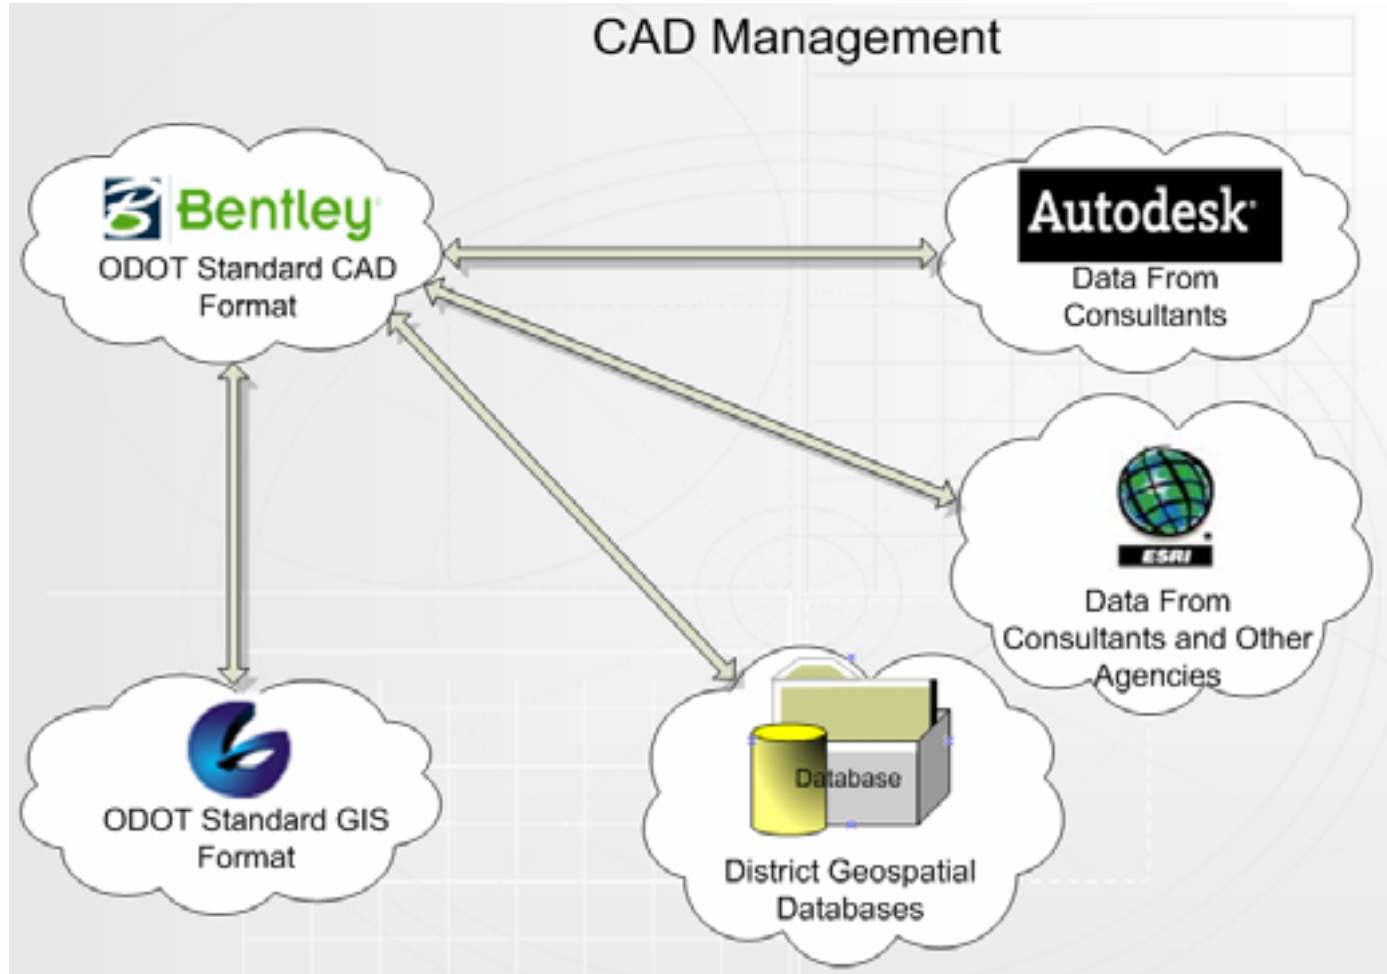 CAD Management
Bentley
ODOT Standard CAD
Format
Autodesk
Data From
Consultants
ESRI
Data From
Consultants and Other
Agencies
ODOT Standard GIS
Format
Database
District Geospatial
Databases